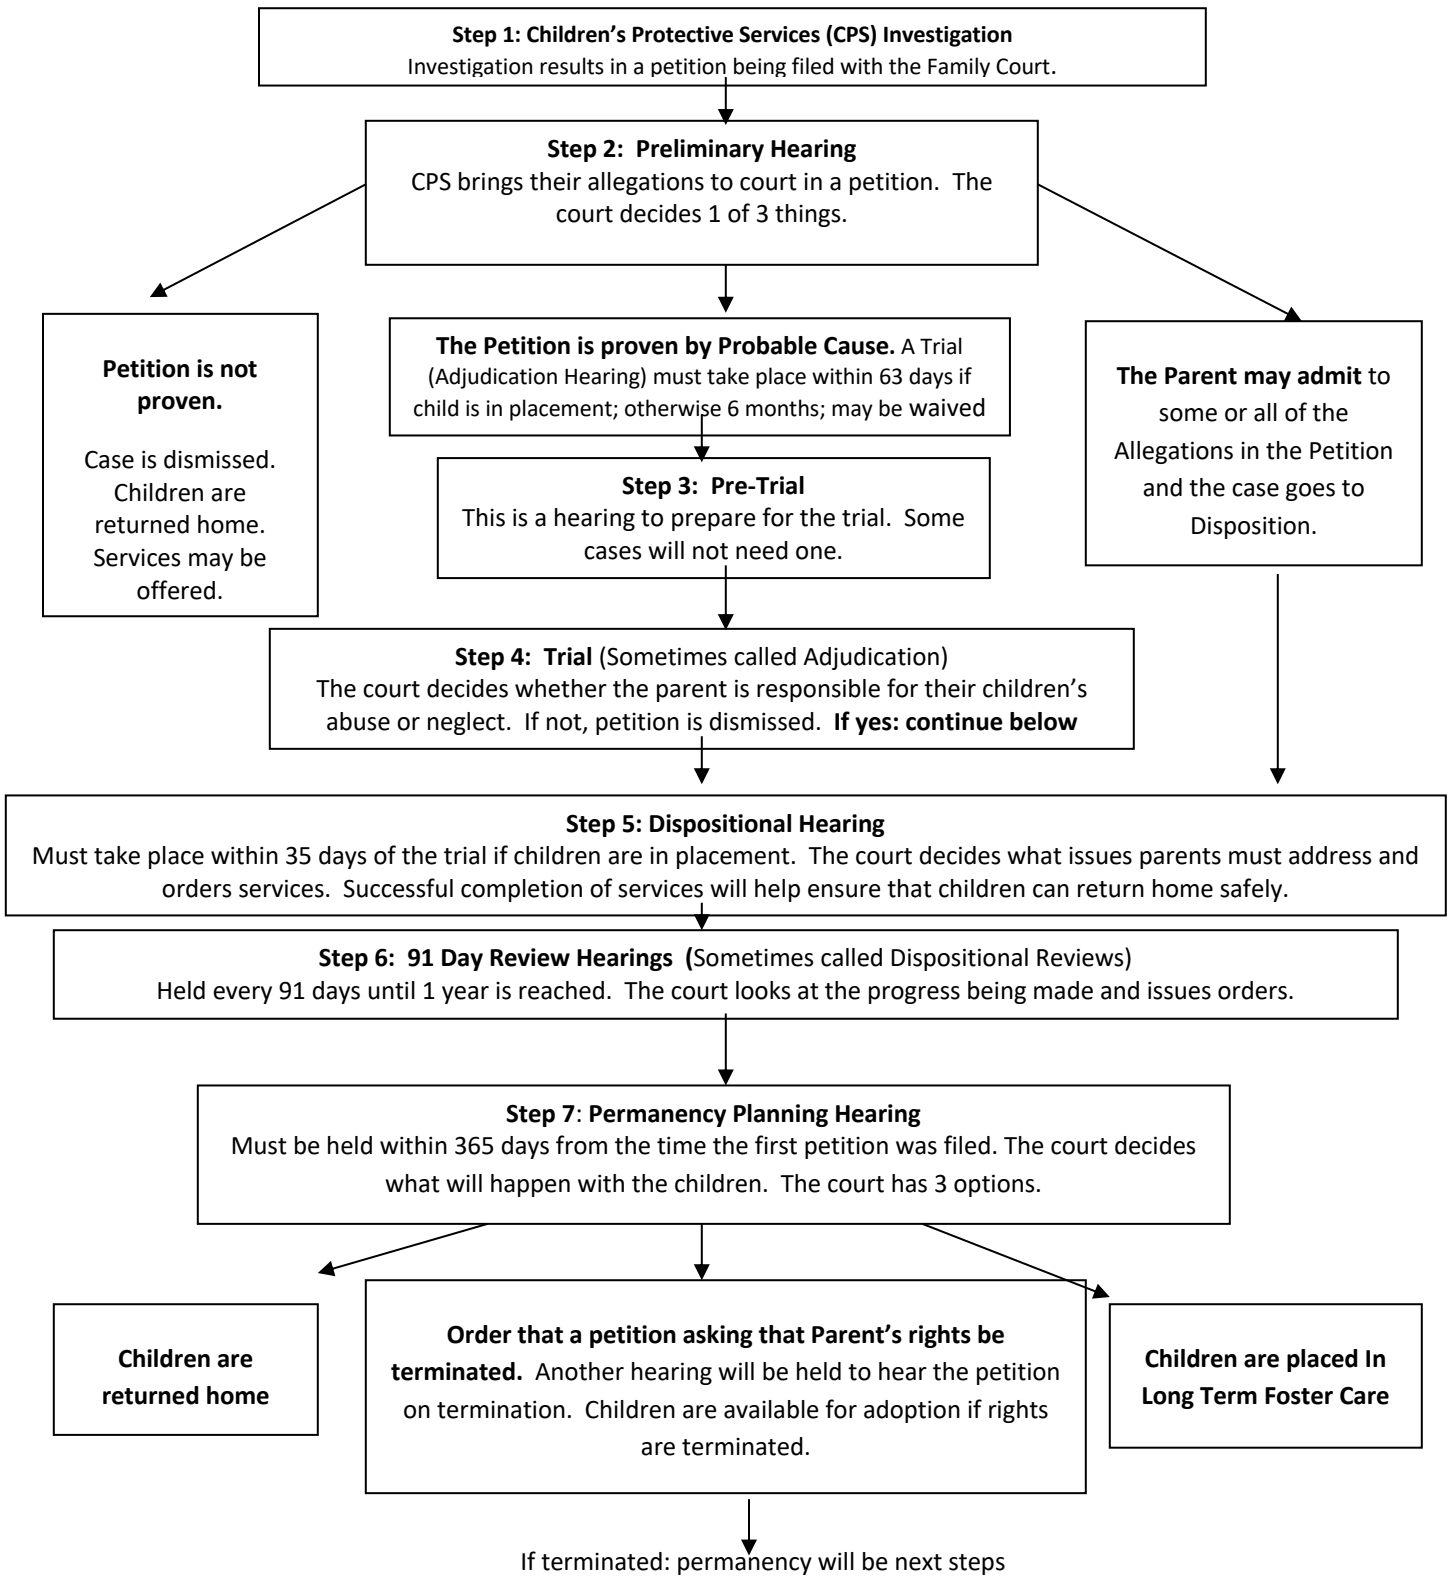 Step 1: Children's Protective Services (CPS) Investigation
Investigation results in a petition being filed with the Family Court.
Step 2:  Preliminary Hearing
CPS brings their allegations to court in a petition.  The
court decides 1 of 3 things.
Petition is not
proven.
Case is dismissed.
Children are
returned home.
Services may be
offered.
The Petition is proven by Probable Cause. A Trial
(Adjudication Hearing) must take place within 63 days if
child is in placement; otherwise 6 months; may be waived
The Parent may admit to
some or all of the
Allegations in the Petition
and the case goes to
Disposition.
Step 3:  Pre-Trial
This is a hearing to prepare for the trial.  Some
cases will not need one.
Step 4:  Trial (Sometimes called Adjudication)
The court decides whether the parent is responsible for their children's
abuse or neglect.  If not, petition is dismissed.  If yes: continue below
Step 5: Dispositional Hearing
Must take place within 35 days of the trial if children are in placement.  The court decides what issues parents must address and
orders services.  Successful completion of services will help ensure that children can return home safely.
Step 6:  91 Day Review Hearings  (Sometimes called Dispositional Reviews)
Held every 91 days until 1 year is reached.  The court looks at the progress being made and issues orders.
Step 7: Permanency Planning Hearing
Must be held within 365 days from the time the first petition was filed. The court decides
what will happen with the children.  The court has 3 options.
Children are
returned home
Order that a petition asking that Parent's rights be
terminated.  Another hearing will be held to hear the petition
on termination.  Children are available for adoption if rights
are terminated.
Children are placed In
Long Term Foster Care
If terminated: permanency will be next steps